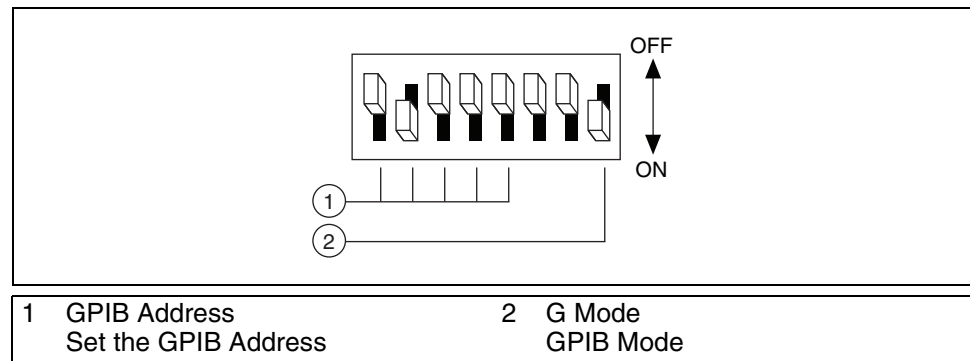 OFF
ON
1
2
1 GPIB Address 2 G Mode
Set the GPIB Address GPIB Mode